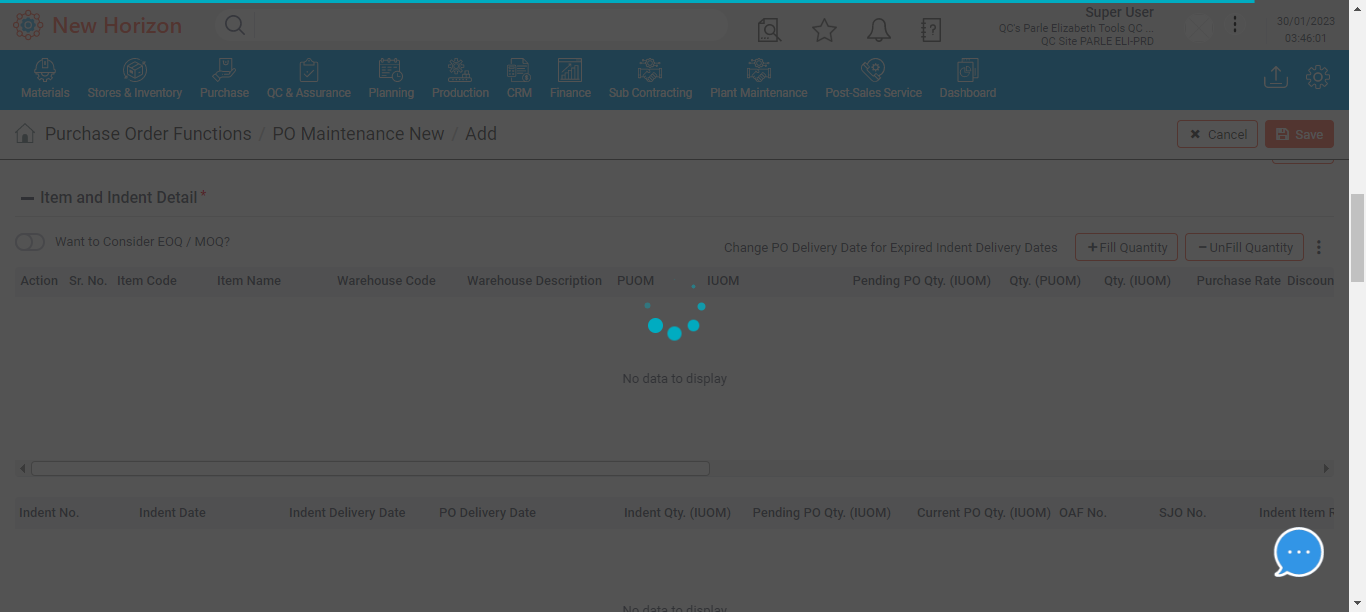 New Horizon
Super User
QC's Parle Elizabeth Tools QC ...
QC Site PARLE ELI-PRD
30/01/2023
03:46:01
Materials Stores & Inventory Purchase QC & Assurance Planning Production CRM Finance Sub Contracting Plant Maintenance Post-Sales Service Dashboard
Purchase Order Functions / PO Maintenance New / Add
Cancel Save
Item and Indent Detail *
Want to Consider EOQ / MOQ?
Change PO Delivery Date for Expired Indent Delivery Dates
Fill Quantity UnFill Quantity
Action Sr. No. Item Code Item Name Warehouse Code Warehouse Description PUOM IUOM Pending PO Qty. (IUOM) Qty. (PUOM) Qty. (IUOM) Purchase Rate Discoun
No data to display
Indent No. Indent Date Indent Delivery Date PO Delivery Date Indent Qty. (IUOM) Pending PO Qty. (IUOM) Current PO Qty. (IUOM) OAF No. SJO No. Indent Item R
No data to display